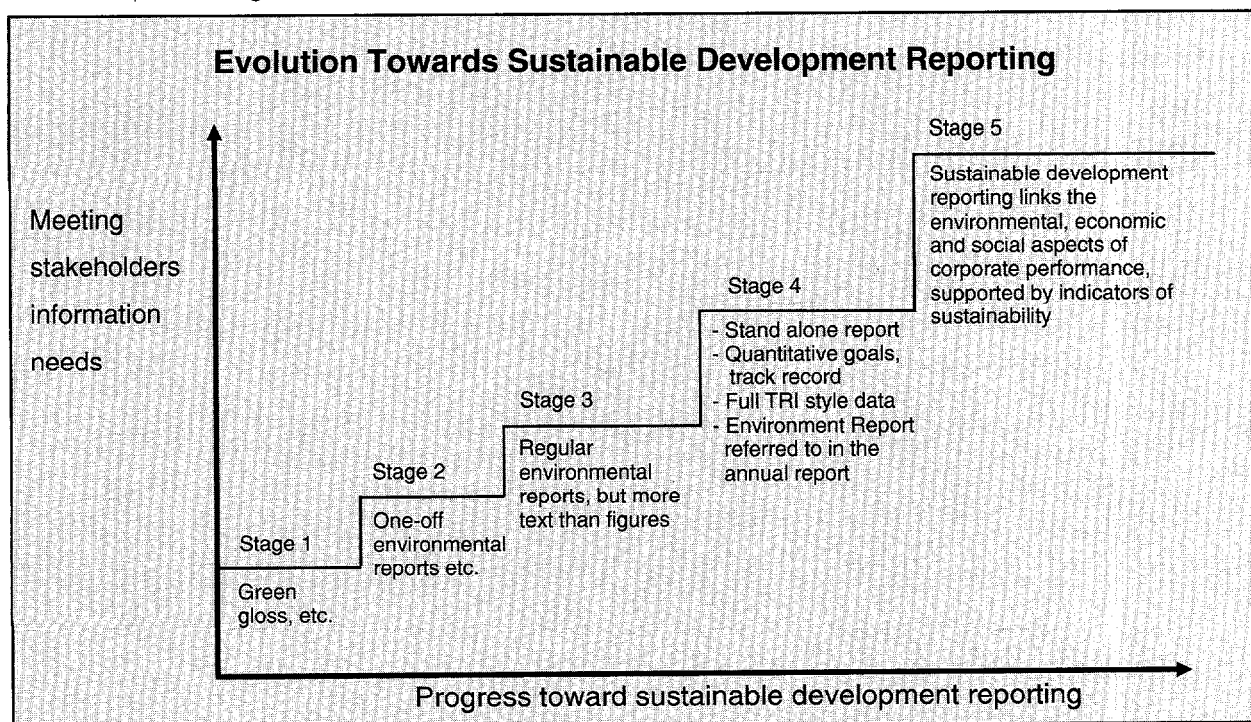 Evolution Towards Sustainable Development Reporting
Meeting
stakeholders
information
needs
Stage 1
Green
gloss, etc.
Stage 2
One-off
environmental
reports etc.
Stage 3
Regular
environmental
reports, but more
text than figures
Stage 4
- Stand alone report
- Quantitative goals,
track record
- Full TRI style data
- Environment Report
referred to in the
annual report
Stage 5
Sustainable development
reporting links the
environmental, economic
and social aspects of
corporate performance,
supported by indicators of
sustainability
Progress toward sustainable development reporting